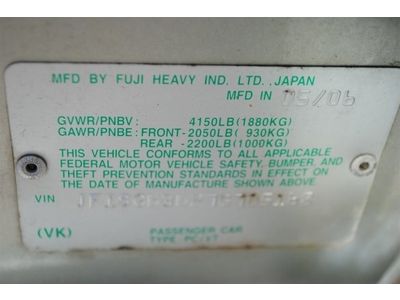 MFD BY FUJI HEAVY IND. LTD., JAPAN
MFD IN 05/06
GVWR/PNBV: 4150LB(1880KG)
GAWR/PNBE: FRONT-2050LB( 930KG)
REAR -2200LB(1000KG)
THIS VEHICLE CONFORMS TO ALL APPLICABLE
FEDERAL MOTOR VEHICLE SAFETY, BUMPER, AND
THEFT PREVENTION STANDARDS IN EFFECT ON
THE DATE OF MANUFACTURE SHOWN ABOVE
VIN
(VK) PASSENGER CAR
TYPE PC/VT